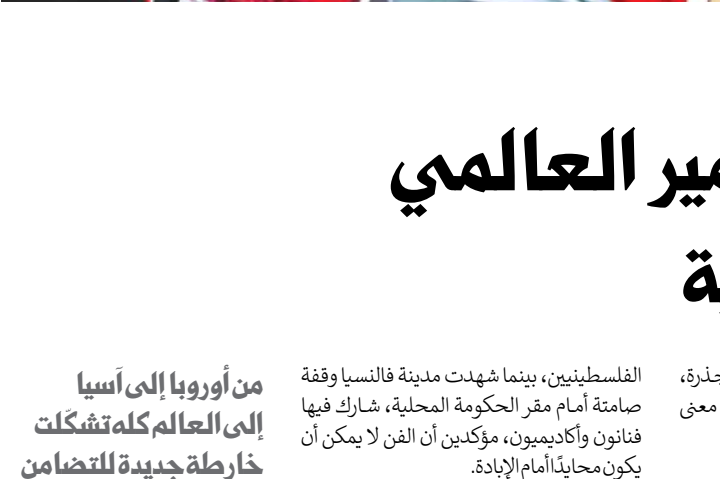 العالمي
جذرة،
معنى
الفلسطينيين، بينما شهدت مدينة فالنسيا وقفة
صامتة أمام مقر الحكومة المحلية، شارك فيها
فنانون وأكاديميون، مؤكدين أن الفن لا يمكن أن
يكون محايدًا أمام الإبادة.
من أوروبا إلى آسيا
إلى العالم كله تشكّلت
خارطة جديدة للتضامن